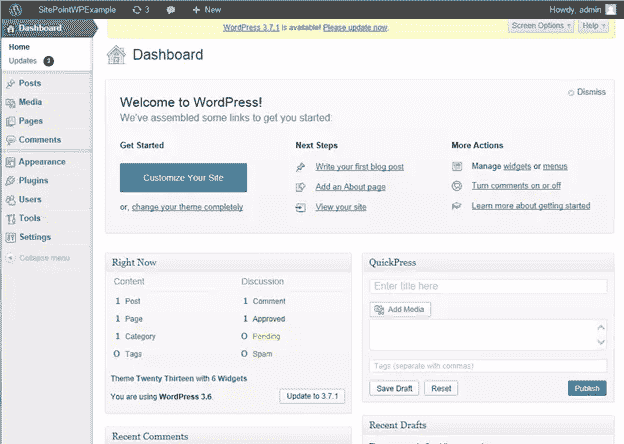 SitePointWPExample 3 + New Howdy, admin
WordPress 3.7.1 is available! Please update now.
Screen Options Help
Dashboard
Home
Updates 3
Posts
Media
Pages
Comments
Appearance
Plugins
Users
Tools
Settings
Collapse menu
Dashboard
Dismiss
Welcome to WordPress!
We've assembled some links to get you started:
Get Started
Customize Your Site
or, change your theme completely
Next Steps
Write your first blog post
Add an About page
View your site
More Actions
Manage widgets or menus
Turn comments on or off
Learn more about getting started
Right Now
Content Discussion
1 Post 1 Comment
1 Page 1 Approved
1 Category 0 Pending
0 Tags 0 Spam
Theme Twenty Thirteen with 6 Widgets
You are using WordPress 3.6. Update to 3.7.1
Recent Comments
QuickPress
Enter title here
Add Media
Tags (separate with commas)
Save Draft Reset Publish
Recent Drafts